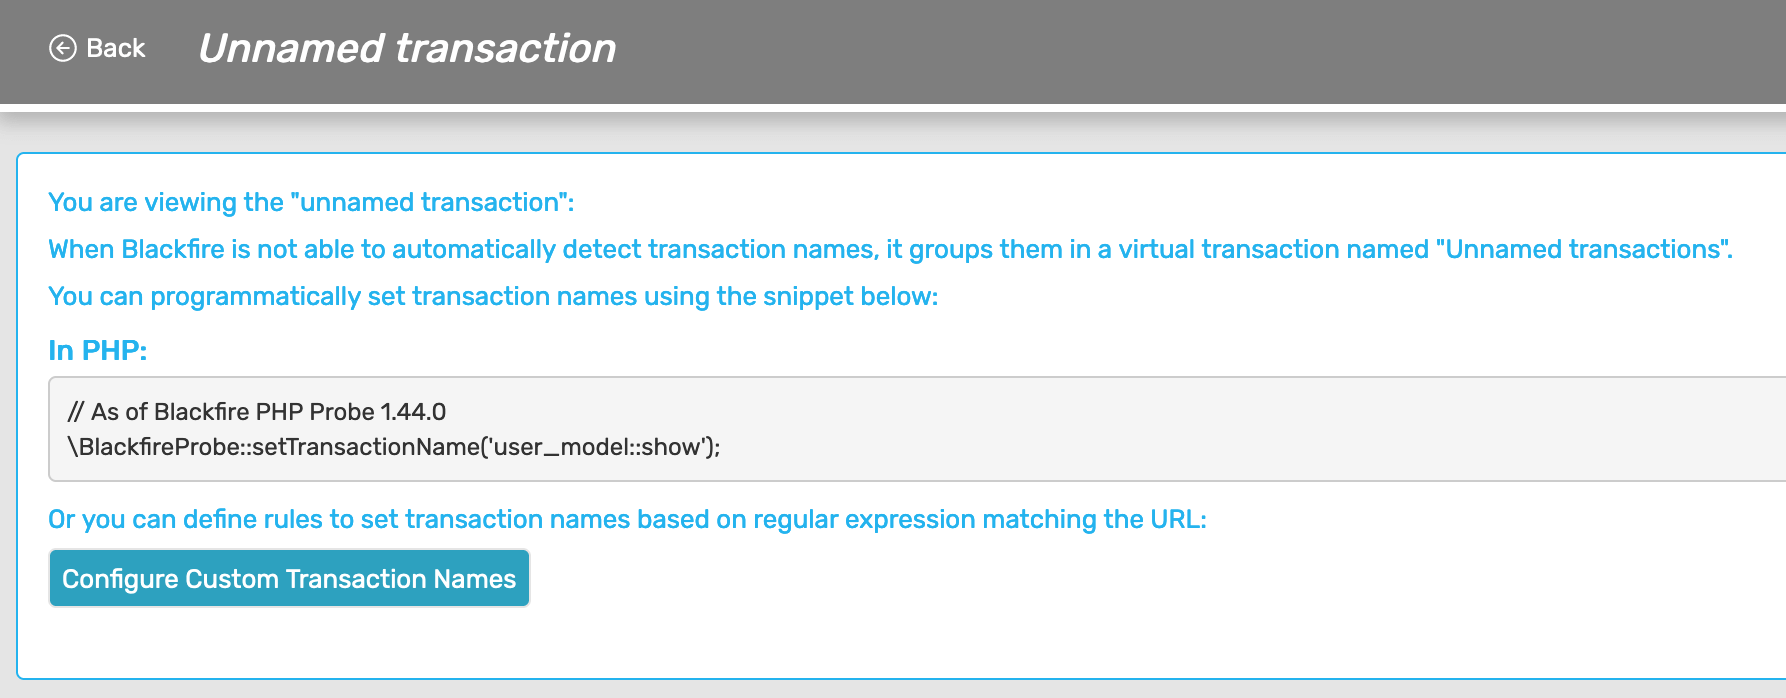 Back
Unnamed transaction
You are viewing the "unnamed transaction":
When Blackfire is not able to automatically detect transaction names, it groups them in a virtual transaction named "Unnamed transactions".
You can programmatically set transaction names using the snippet below:
In PHP:
// As of Blackfire PHP Probe 1.44.0
\BlackfireProbe::setTransactionName('user_model::show');
Or you can define rules to set transaction names based on regular expression matching the URL:
Configure Custom Transaction Names